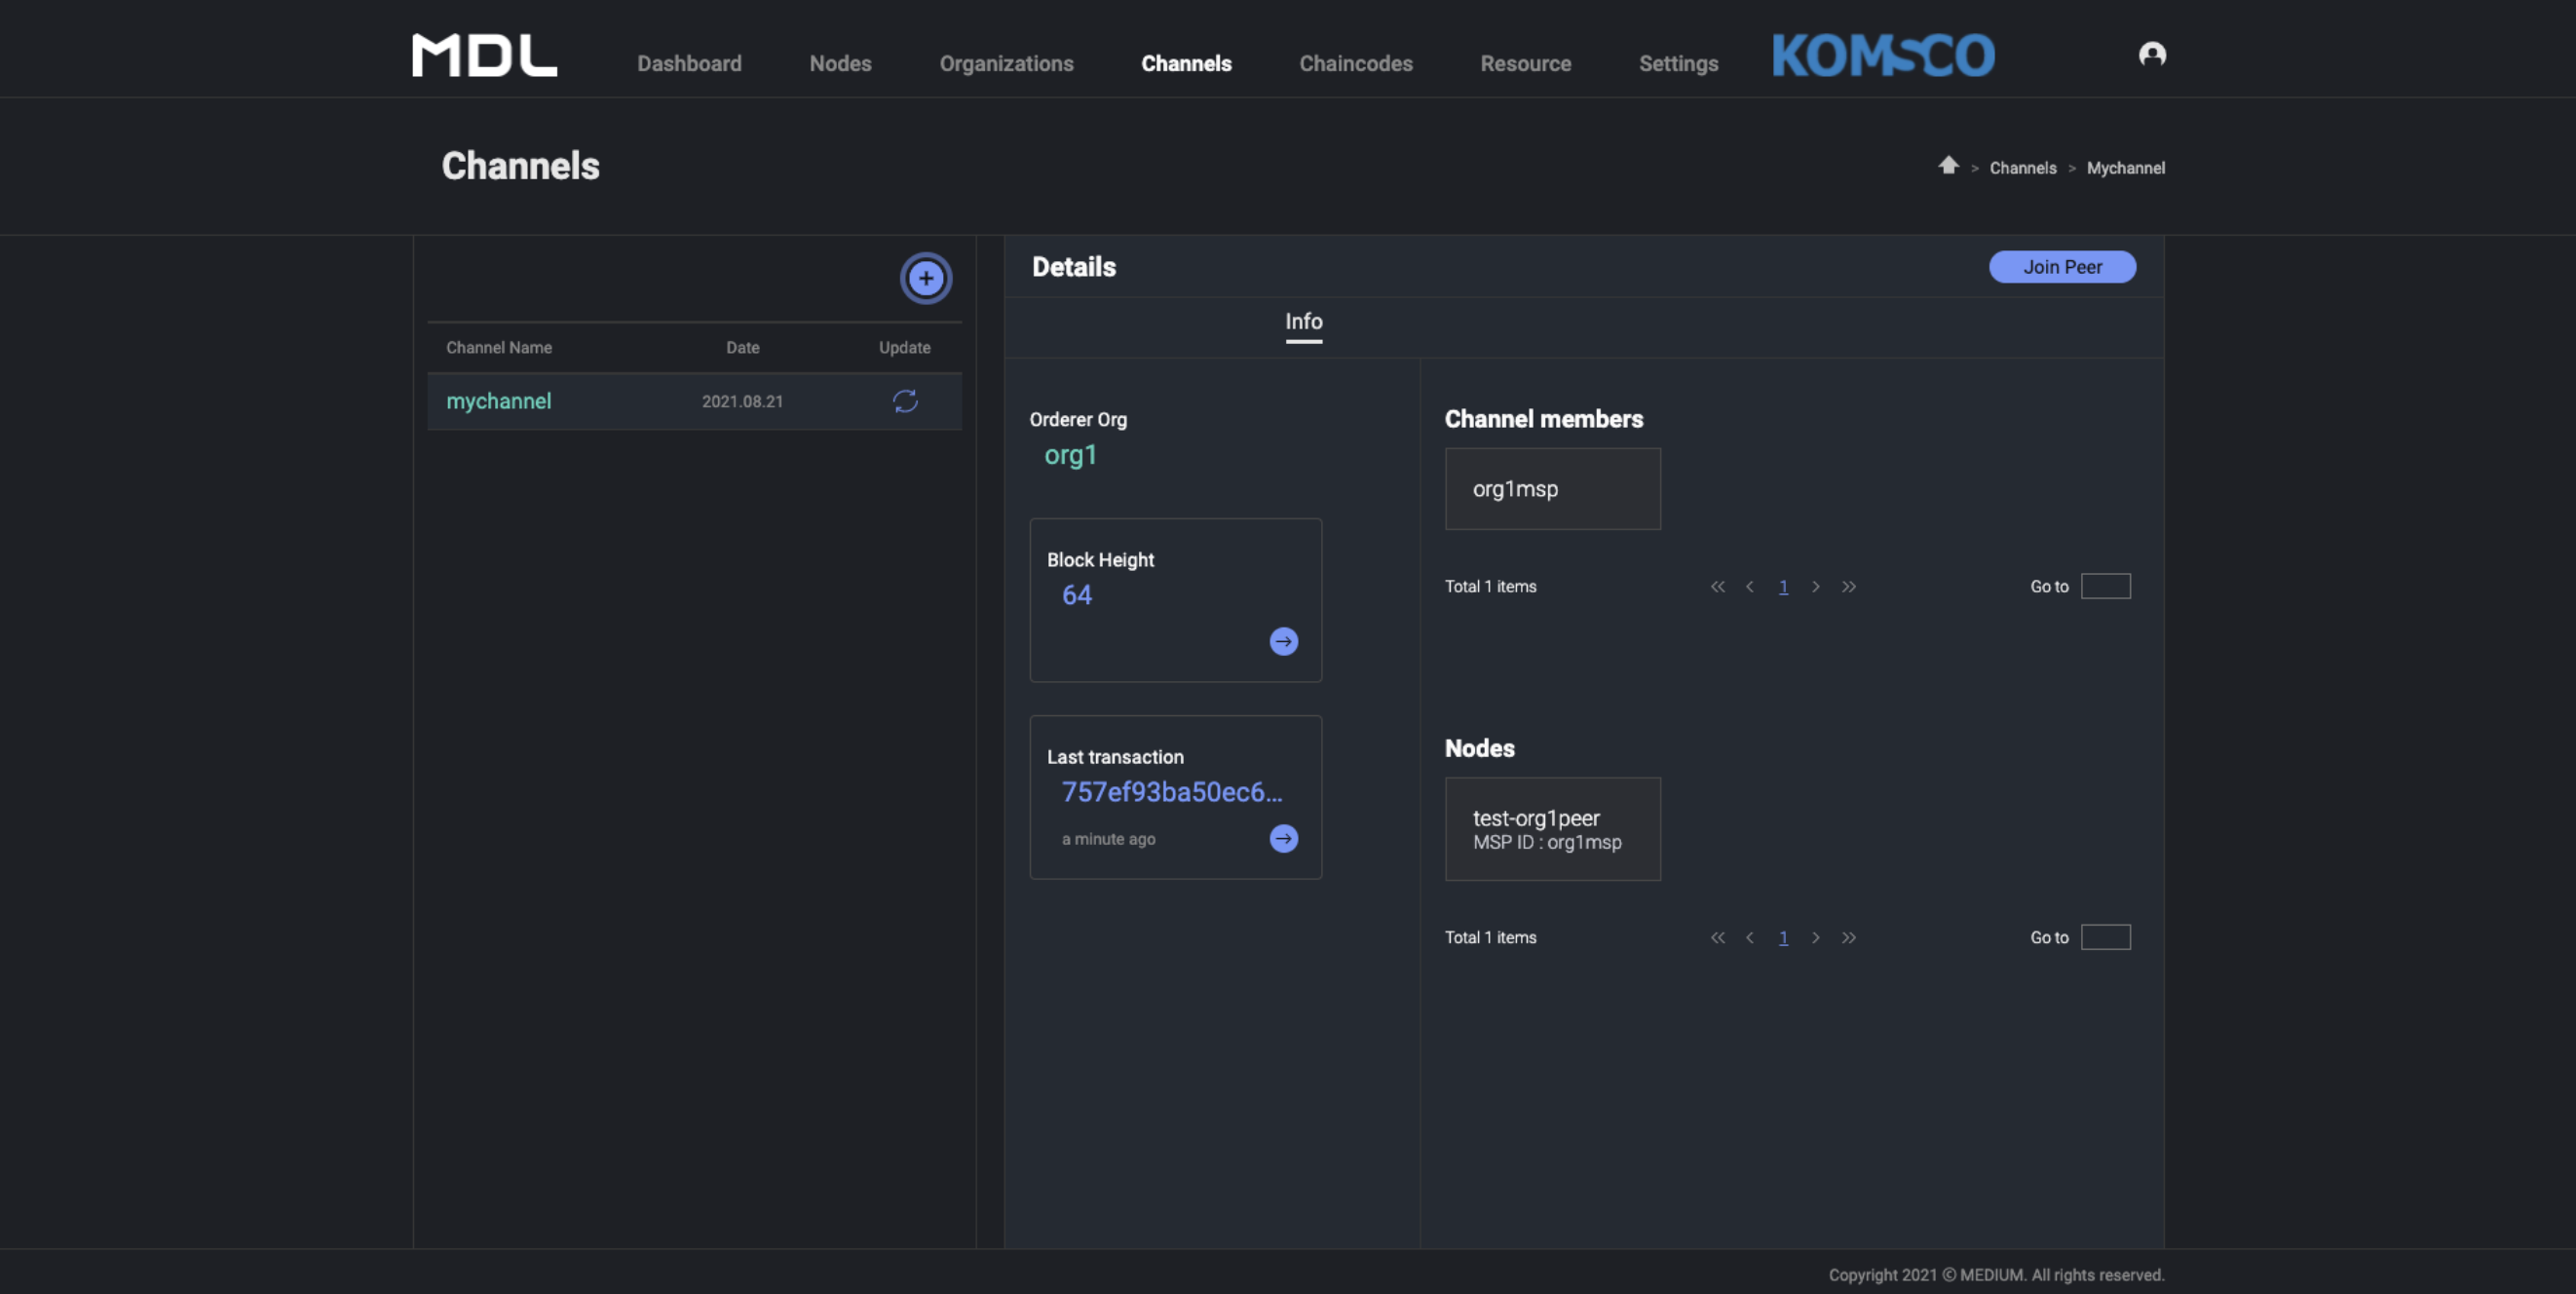 MDL Dashboard Nodes Organizations Channels Chaincodes Resource Settings KOMSCO
Channels
> Channels > Mychannel
Channel Name Date Update
mychannel 2021.08.21
Details
Join Peer
Info
Orderer Org
org1
Block Height
64
Last transaction
757ef93ba50ec6...
a minute ago
Channel members
org1msp
Total 1 items << < 1 > >> Go to
Nodes
test-org1peer
MSP ID : org1msp
Total 1 items << < 1 > >> Go to
Copyright 2021 © MEDIUM. All rights reserved.